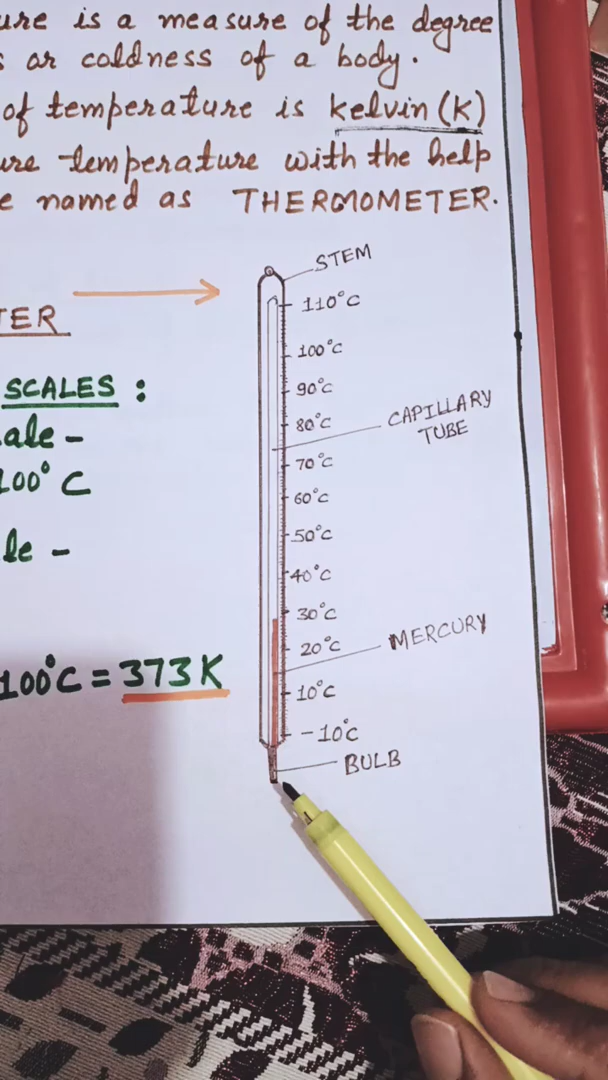 ure is a measure of the degree
s or coldness of a body.
of temperature is kelvin (K)
ure temperature with the help
e named as THERMOMETER.
STEM
TER
110°C
100°C
SCALES :
90°C
80°C
CAPILLARY
TUBE
ale -
70°C
100° C
60°C
50°C
le -
40°C
30°C
20°C
MERCURY
100°C = 373 K
10°C
-10°C
BULB